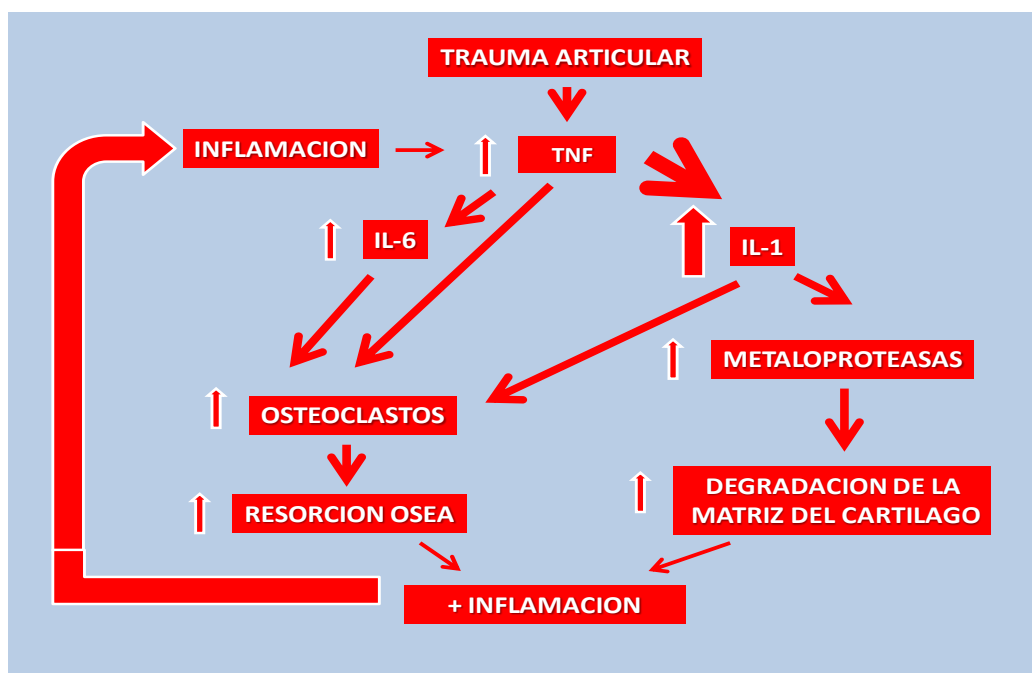 TRAUMA ARTICULAR
INFLAMACION
TNF
IL-6
IL-1
METALOPROTEASAS
OSTEOCLASTOS
DEGRADACION DE LA
MATRIZ DEL CARTILAGO
RESORCION OSEA
+ INFLAMACION